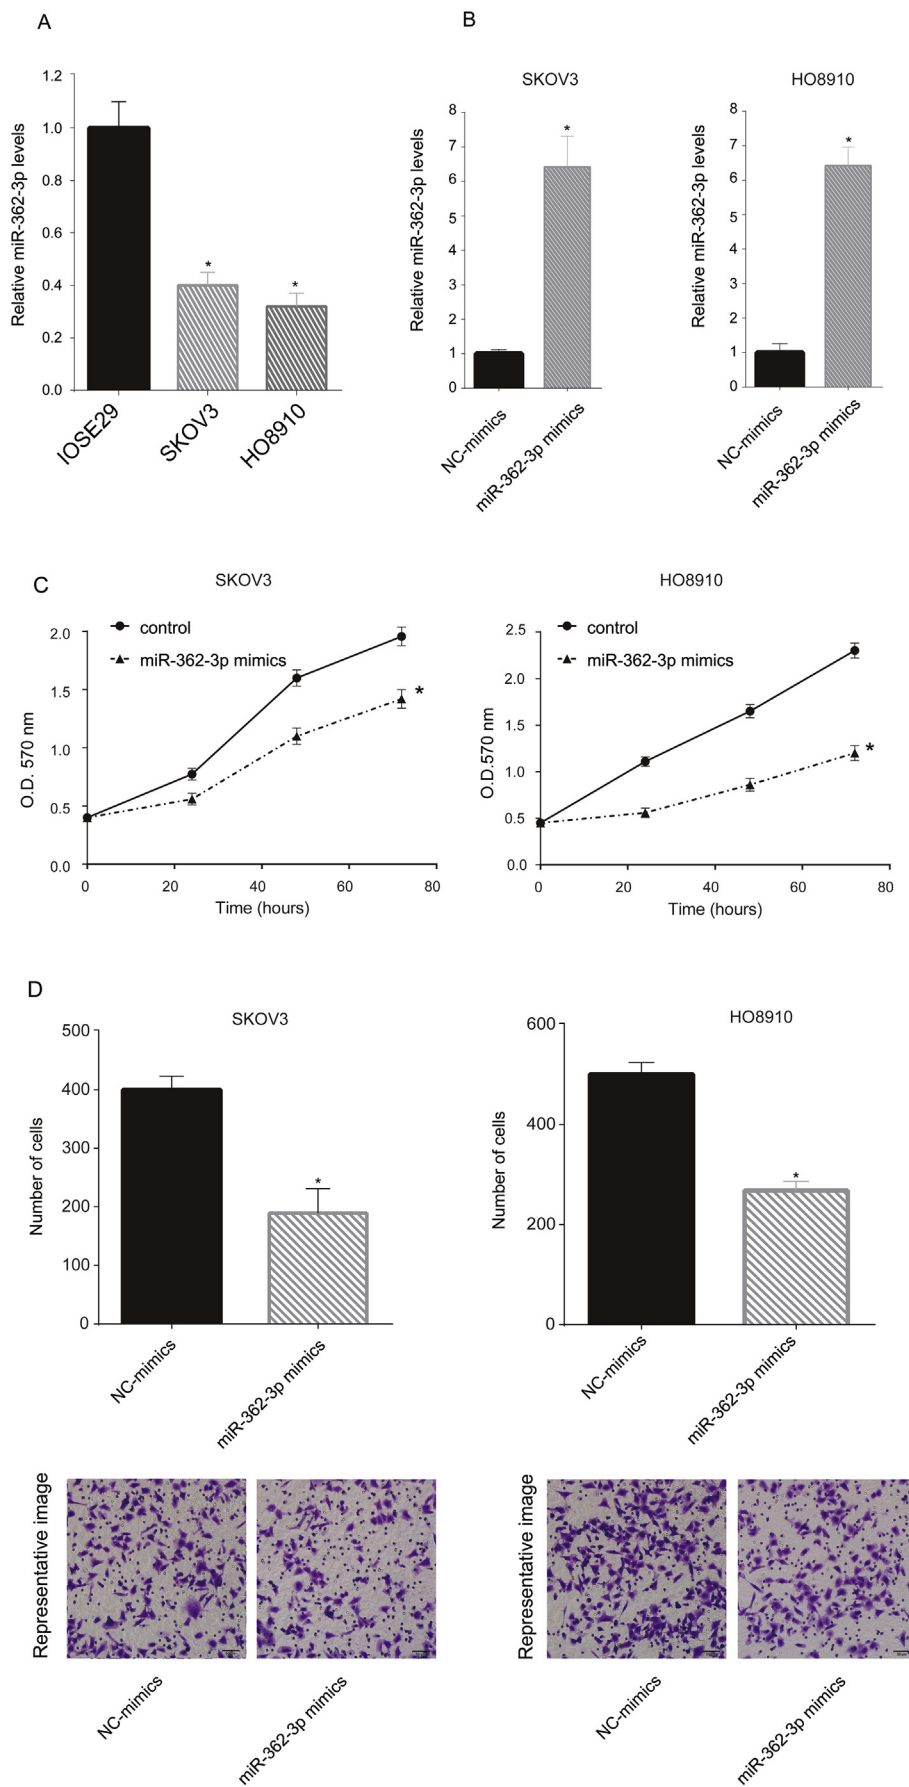 A
B
SKOV3
HO8910
Relative miR-362-3p levels
1.2
1.0
0.8
0.6
0.4
0.2
0.0
*
*
IOSE29
SKOV3
HO8910
Relative miR-362-3p levels
8
7
6
5
4
3
2
1
0
*
NC-mimics
miR-362-3p mimics
Relative miR-362-3p levels
8
7
6
5
4
3
2
1
0
*
NC-mimics
miR-362-3p mimics
C
SKOV3
control
miR-362-3p mimics
O.D. 570 nm
2.0
1.5
1.0
0.5
0.0
*
0
20
40
60
80
Time (hours)
HO8910
control
miR-362-3p mimics
O.D.570 nm
2.5
2.0
1.5
1.0
0.5
0.0
*
0
20
40
60
80
Time (hours)
D
SKOV3
Number of cells
500
400
300
200
100
0
*
NC-mimics
miR-362-3p mimics
HO8910
Number of cells
600
400
200
0
*
NC-mimics
miR-362-3p mimics
Representative image
NC-mimics
miR-362-3p mimics
Representative image
NC-mimics
miR-362-3p mimics